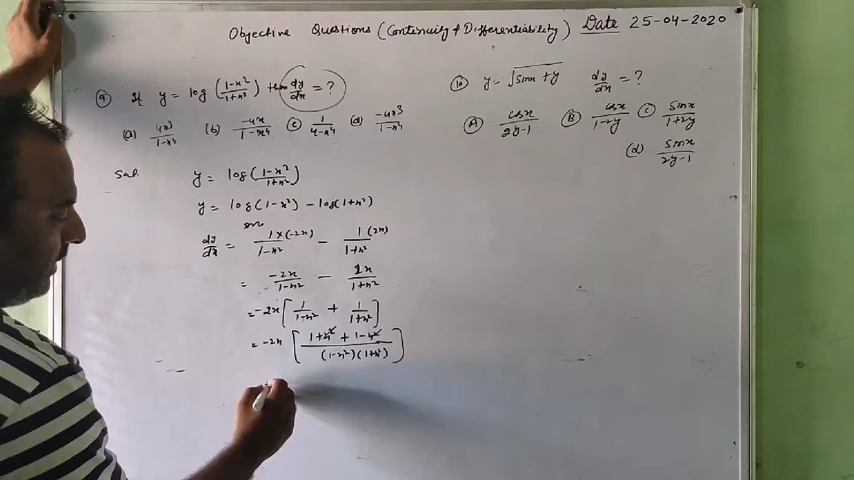 Objective Questions (Continuity & Differentiability) Date 25-04-2020
(9) If y = log (1-x²/1+x²) then dy/dx = ?
(a) 4x³/1-x⁴ (b) -4x/1-x⁴ (c) 1/4-x⁴ (d) -4x³/1-x⁴
Sol. y = log (1-x²/1+x²)
y = log(1-x²) - log(1+x²)
dy/dx = 1×(-2x)/1-x² - 1(2x)/1+x²
= -2x/1-x² - 2x/1+x²
= -2x [1/1-x² + 1/1+x²]
= -2x [1+x²+1-x²/(1-x²)(1+x²)]
(10) y = √sinx + y dy/dx = ?
(A) cosx/2y-1 (B) cosx/1-2y (C) sinx/1+2y
(d) sinx/2y-1